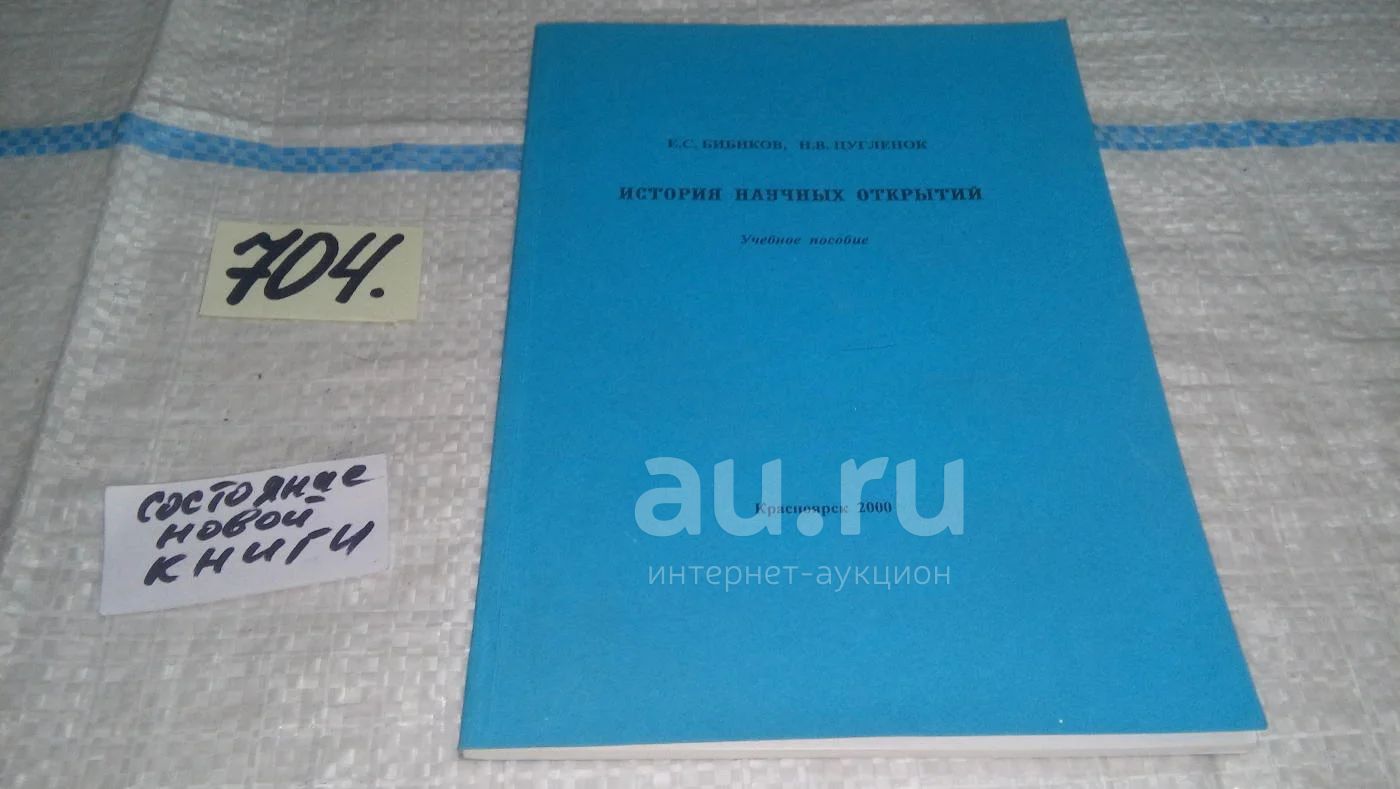 Е.С. БИБИКОВ, Н.В. ЦУГЛЕНОК
ИСТОРИЯ НАУЧНЫХ ОТКРЫТИЙ
Учебное пособие
704.
состояние
новой
книги
Красноярск 2000
au.ru
интернет-аукцион